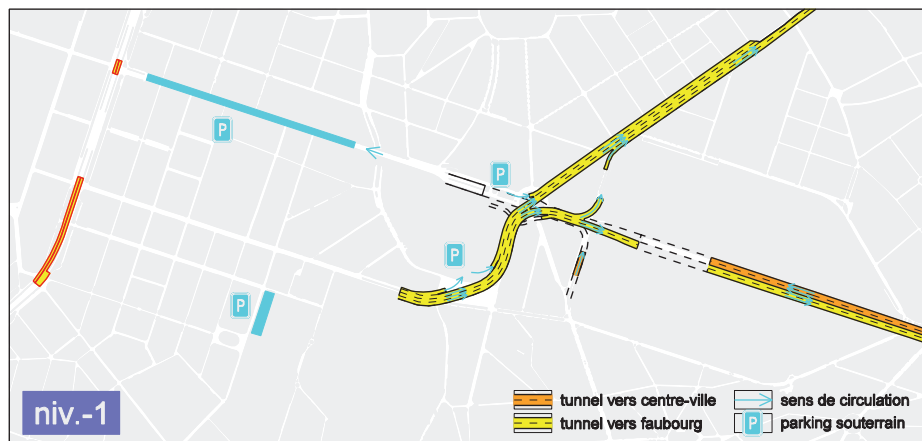 P
P
P
P
niv.-1
tunnel vers centre-ville
tunnel vers faubourg
sens de circulation
P parking souterrain